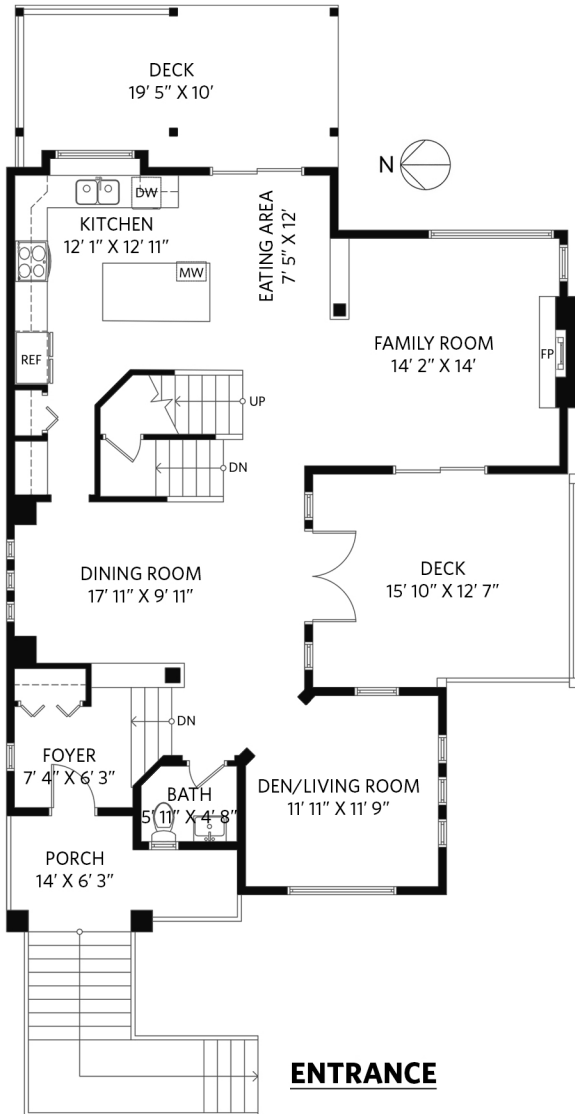 DECK
19' 5" X 10'
N
DW
KITCHEN
12' 1" X 12' 11"
EATING AREA
7' 5" X 12'
MW
REF
FAMILY ROOM
14' 2" X 14'
FP
UP
DN
DINING ROOM
17' 11" X 9' 11"
DECK
15' 10" X 12' 7"
DN
FOYER
7' 4" X 6' 3"
BATH
5' 11" X 4' 8"
DEN/LIVING ROOM
11' 11" X 11' 9"
PORCH
14' X 6' 3"
ENTRANCE